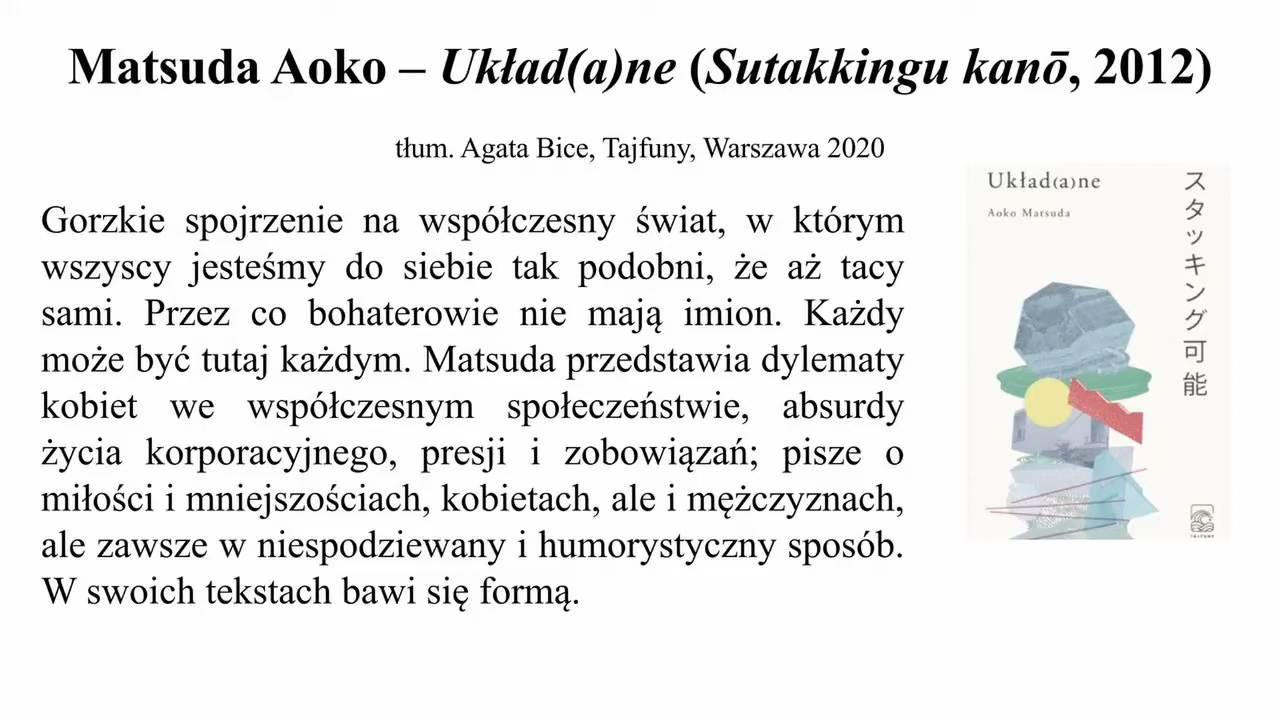 Matsuda Aoko – Układ(a)ne (Sutakkingu kanō, 2012)
tłum. Agata Bice, Tajfuny, Warszawa 2020
Gorzkie spojrzenie na współczesny świat, w którym
wszyscy jesteśmy do siebie tak podobni, że aż tacy
sami. Przez co bohaterowie nie mają imion. Każdy
może być tutaj każdym. Matsuda przedstawia dylematy
kobiet we współczesnym społeczeństwie, absurdy
życia korporacyjnego, presji i zobowiązań; pisze o
miłości i mniejszościach, kobietach, ale i mężczyznach,
ale zawsze w niespodziewany i humorystyczny sposób.
W swoich tekstach bawi się formą.
Układ(a)ne
Aoko Matsuda
スタッキング可能
TAJFUNY